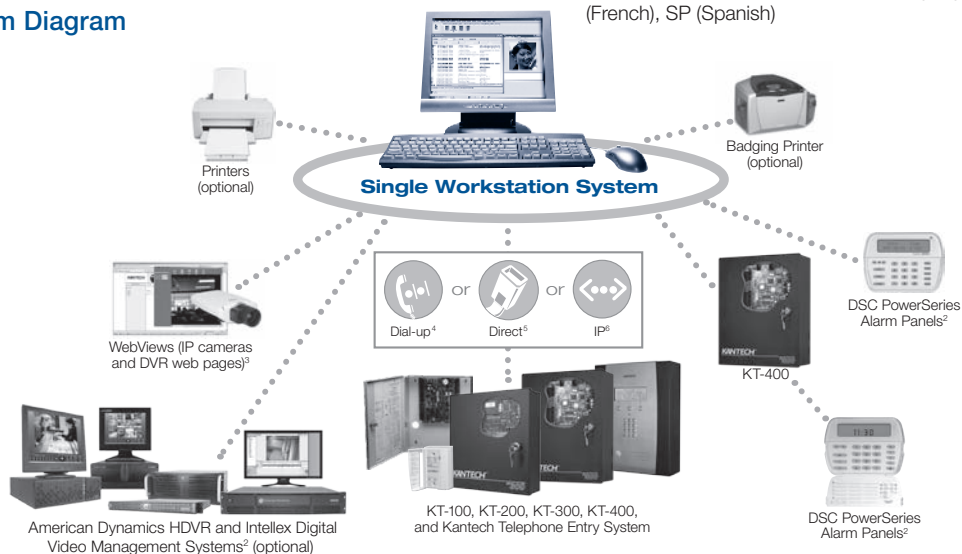 (French), SP (Spanish)
m Diagram
Printers
(optional)
Badging Printer
(optional)
Single Workstation System
WebViews (IP cameras
and DVR web pages)³
or
or
Dial-up⁴
Direct⁵
IP⁶
KANTECH
KT-400
DSC PowerSeries
Alarm Panels²
11:30
KANTECH
KANTECH
American Dynamics HDVR and Intellex Digital
Video Management Systems² (optional)
KT-100, KT-200, KT-300, KT-400,
and Kantech Telephone Entry System
DSC PowerSeries
Alarm Panels²